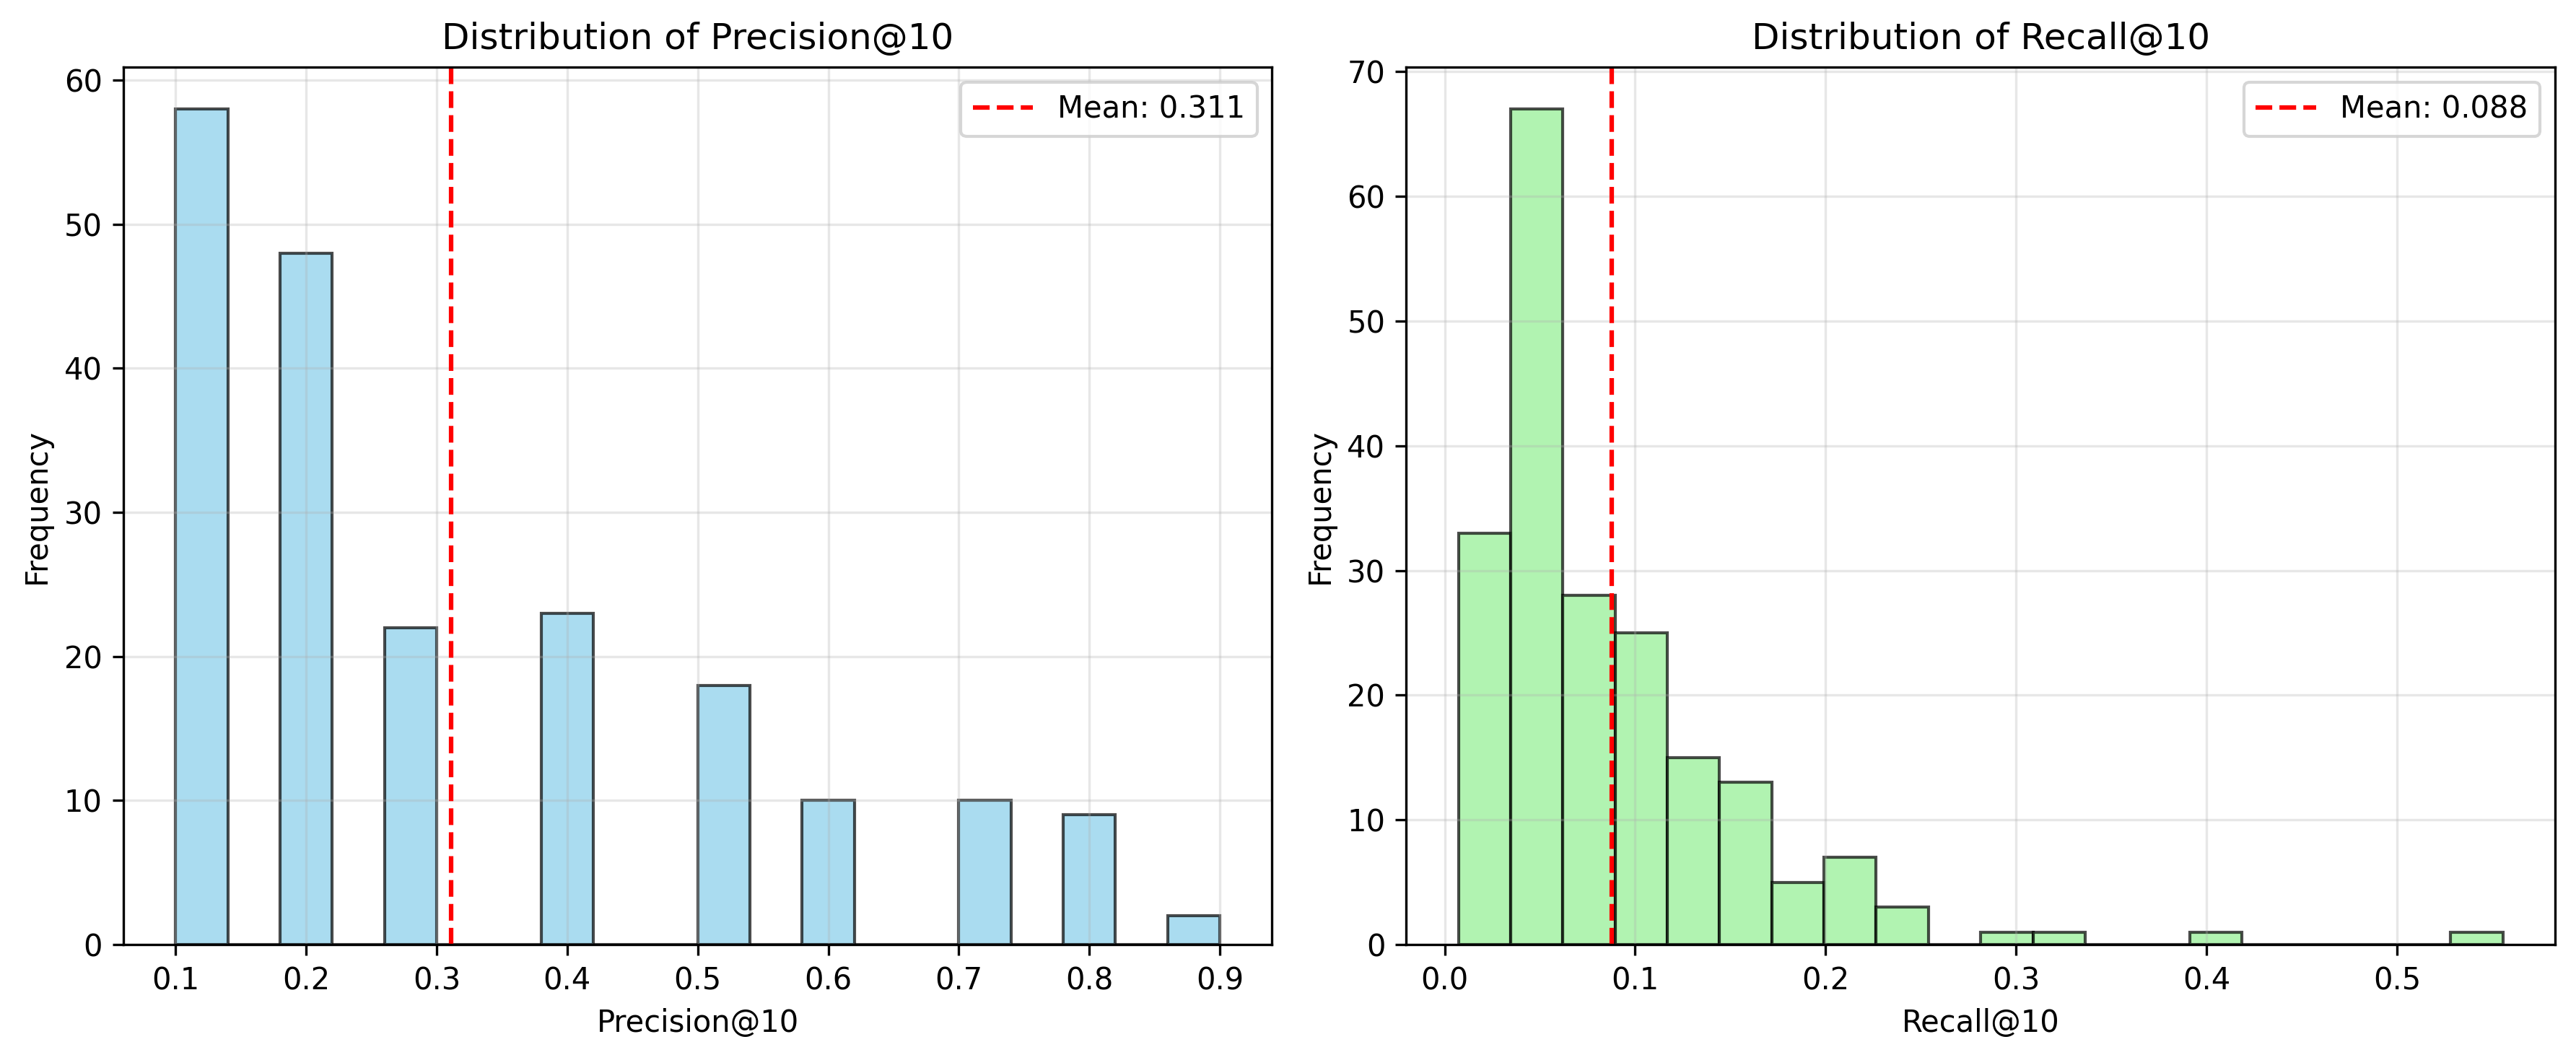 Distribution of Precision@10
Mean: 0.311
Frequency
60
50
40
30
20
10
0
0.1 0.2 0.3 0.4 0.5 0.6 0.7 0.8 0.9
Precision@10
Distribution of Recall@10
Mean: 0.088
Frequency
70
60
50
40
30
20
10
0
0.0 0.1 0.2 0.3 0.4 0.5
Recall@10